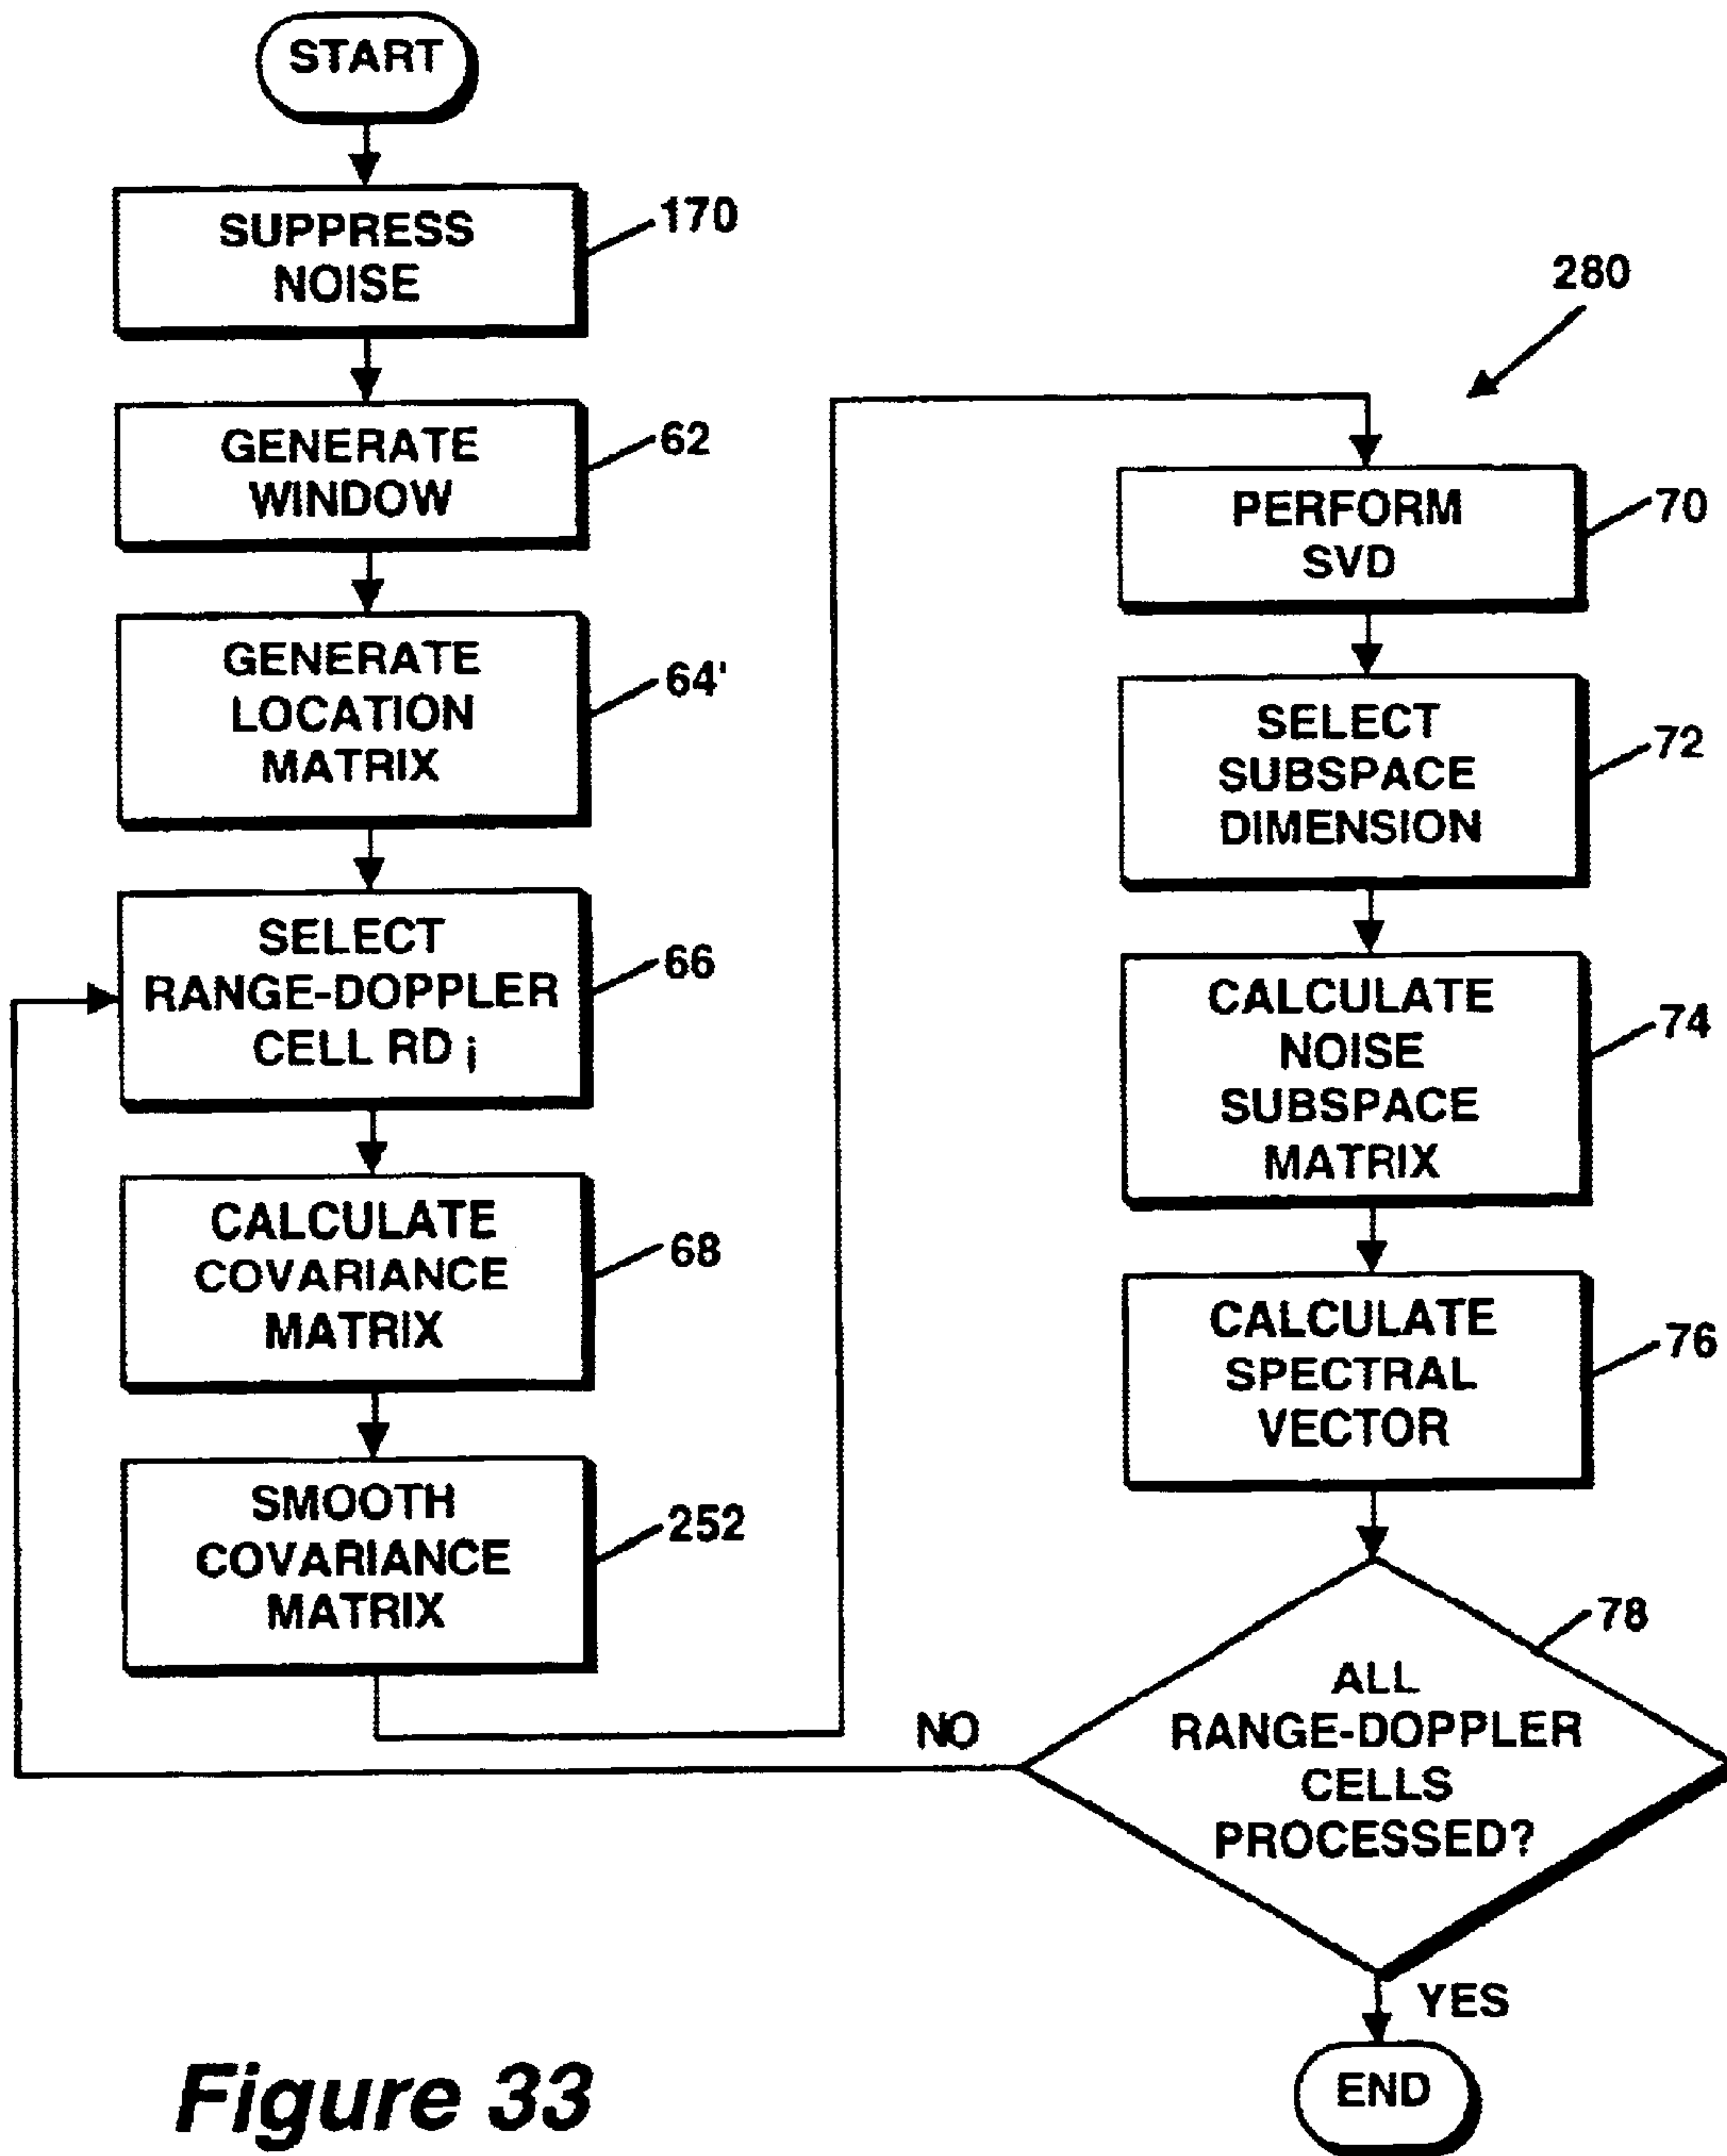 START
SUPPRESS
NOISE
170
GENERATE
WINDOW
62
GENERATE
LOCATION
MATRIX
64'
SELECT
RANGE-DOPPLER
CELL RD i
66
CALCULATE
COVARIANCE
MATRIX
68
SMOOTH
COVARIANCE
MATRIX
252
280
PERFORM
SVD
70
SELECT
SUBSPACE
DIMENSION
72
CALCULATE
NOISE
SUBSPACE
MATRIX
74
CALCULATE
SPECTRAL
VECTOR
76
ALL
RANGE-DOPPLER
CELLS
PROCESSED?
78
NO
YES
END
Figure 33